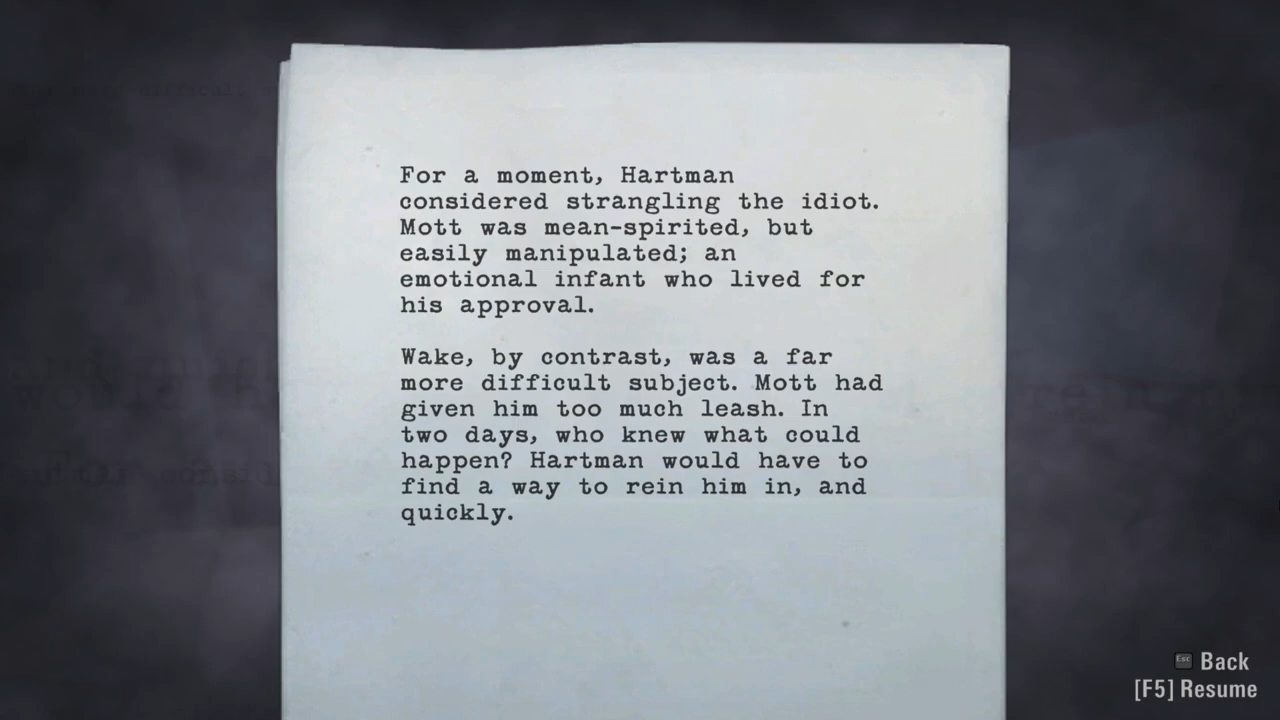 For a moment, Hartman
considered strangling the idiot.
Mott was mean-spirited, but
easily manipulated; an
emotional infant who lived for
his approval.
Wake, by contrast, was a far
more difficult subject. Mott had
given him too much leash. In
two days, who knew what could
happen? Hartman would have to
find a way to rein him in, and
quickly.
Esc Back
[F5] Resume